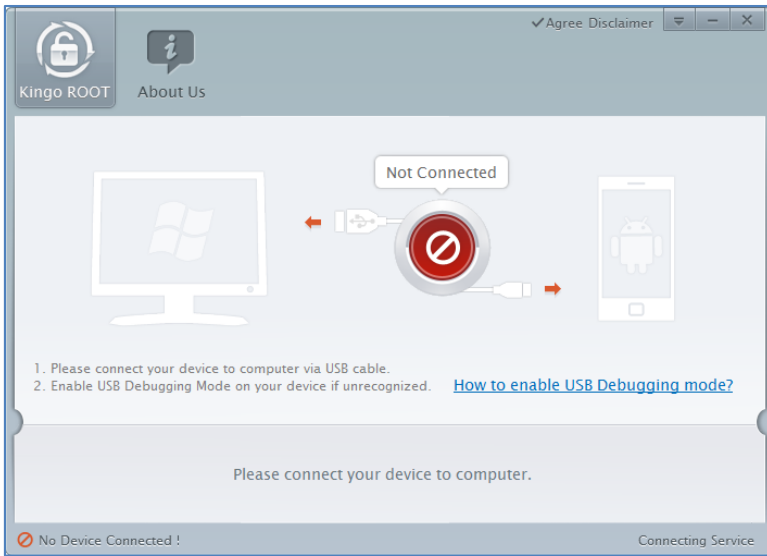 Agree Disclaimer
Kingo ROOT
About Us
Not Connected
1. Please connect your device to computer via USB cable.
2. Enable USB Debugging Mode on your device if unrecognized. How to enable USB Debugging mode?
Please connect your device to computer.
No Device Connected !
Connecting Service